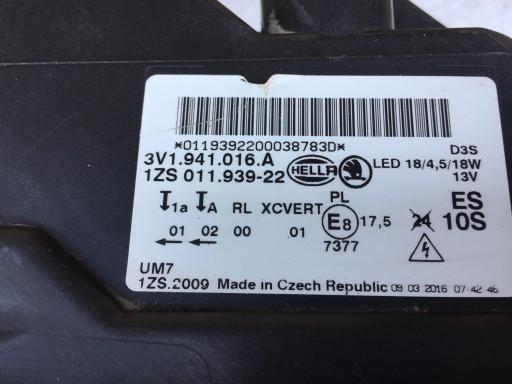 *0119392200038783D*
D3S
3V1.941.016.A
HELLA
LED 18/4,5/18W
1ZS 011.939-22
13V
1a A RL XCVERT PL ES
E8 17,5 24 10S
01 02 00 01
7377
UM7
1ZS.2009 Made in Czech Republic 09 03 2016 07:42:46